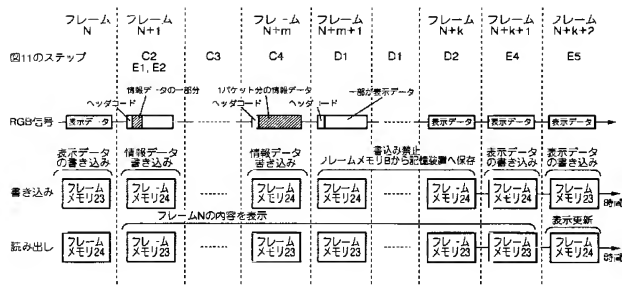 フレーム N
フレーム N+1
フレーム N+m
フレーム N+m+1
フレーム N+k
フレーム N+k+1
フレーム N+k+2
図11のステップ
C2
E1, E2
C3
C4
D1
D1
D2
E4
E5
情報データの一部分
ヘッダコード
1パケット分の情報データ
ヘッダコード
ヘッダコード
一部が表示データ
RGB信号
表示データ
表示データ
表示データ
表示データ
表示データの書き込み
情報データ書き込み
情報データ書き込み
書込み禁止
フレームメモリBから記憶装置へ保存
表示データの書き込み
表示データの書き込み
書き込み
フレームメモリ23
フレームメモリ24
フレームメモリ24
フレームメモリ24
フレームメモリ24
フレームメモリ24
フレームメモリ23
時間
フレームNの内容を表示
表示更新
読み出し
フレームメモリ24
フレームメモリ23
フレームメモリ23
フレームメモリ23
フレームメモリ23
フレームメモリ23
フレームメモリ24
時間